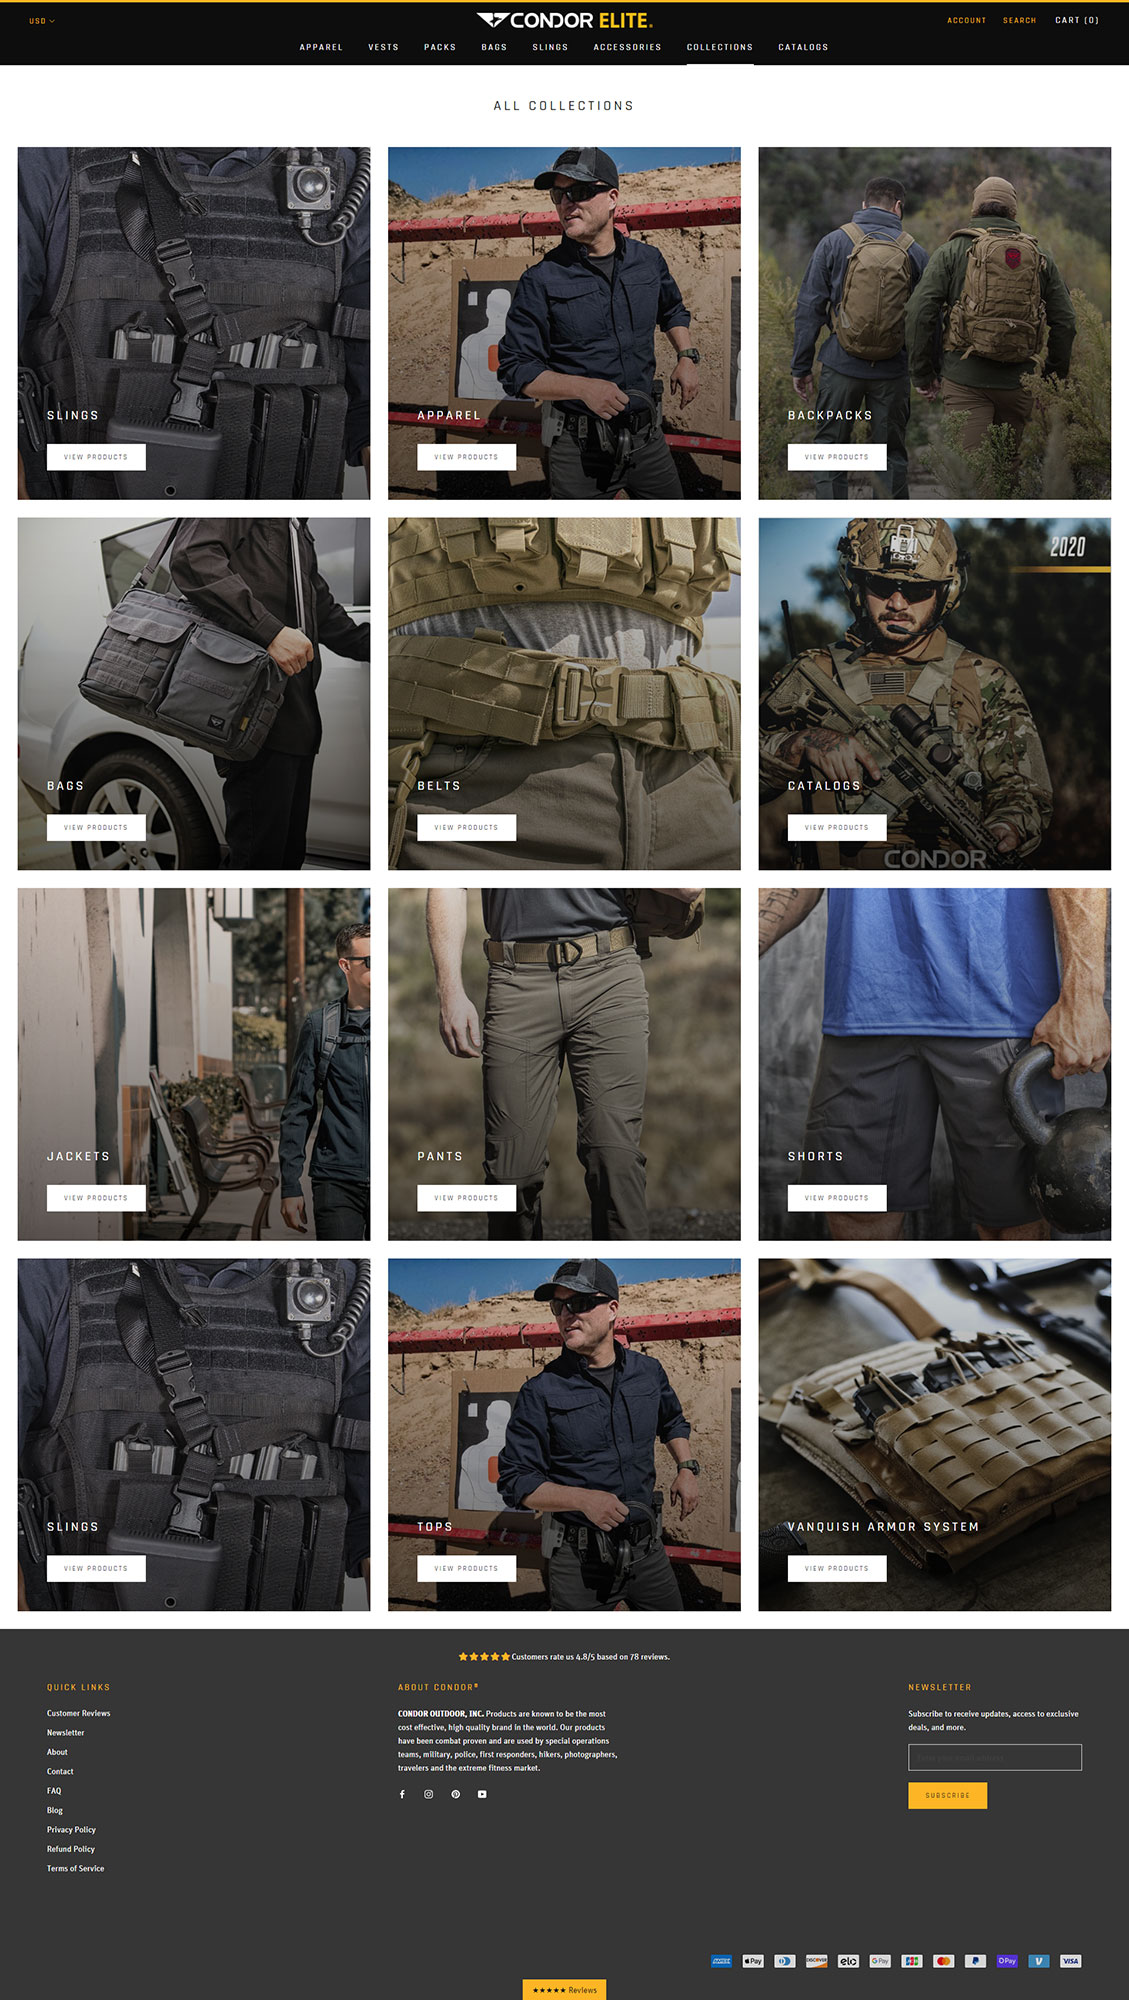 USD
CONDOR ELITE.
ACCOUNT SEARCH CART (0)
APPAREL VESTS PACKS BAGS SLINGS ACCESSORIES COLLECTIONS CATALOGS
ALL COLLECTIONS
SLINGS
VIEW PRODUCTS
APPAREL
VIEW PRODUCTS
BACKPACKS
VIEW PRODUCTS
BAGS
VIEW PRODUCTS
BELTS
VIEW PRODUCTS
2020
CATALOGS
VIEW PRODUCTS
CONDOR
JACKETS
VIEW PRODUCTS
PANTS
VIEW PRODUCTS
SHORTS
VIEW PRODUCTS
SLINGS
VIEW PRODUCTS
TOPS
VIEW PRODUCTS
VANQUISH ARMOR SYSTEM
VIEW PRODUCTS
★★★★★ Customers rate us 4.8/5 based on 78 reviews.
QUICK LINKS
Customer Reviews
Newsletter
About
Contact
FAQ
Blog
Privacy Policy
Refund Policy
Terms of Service
ABOUT CONDOR®
CONDOR OUTDOOR, INC. Products are known to be the most
cost effective, high quality brand in the world. Our products
have been combat proven and are used by special operations
teams, military, police, first responders, hikers, photographers,
travelers and the extreme fitness market.
NEWSLETTER
Subscribe to receive updates, access to exclusive
deals, and more.
Enter your email address
SUBSCRIBE
Pay DISCOVER elo G Pay JCB P OPay V VISA
★★★★★ Reviews